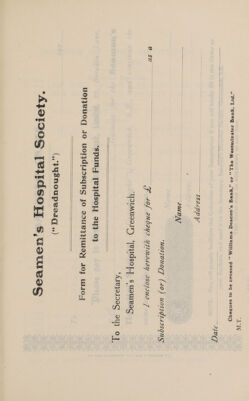 Seamen's Hospital Society.
("Dreadnought.")
Form for Remittance of Subscription or Donation
to the Hospital Funds.
To the Secretary,
Seamen's Hospital, Greenwich.
I enclose herewith cheque for £ as a
Subscription (or) Donation.
Name
Address
Date
Cheques to be crossed "Williams Deacon's Bank," or "The Westminster Bank, Ltd."
M.T.